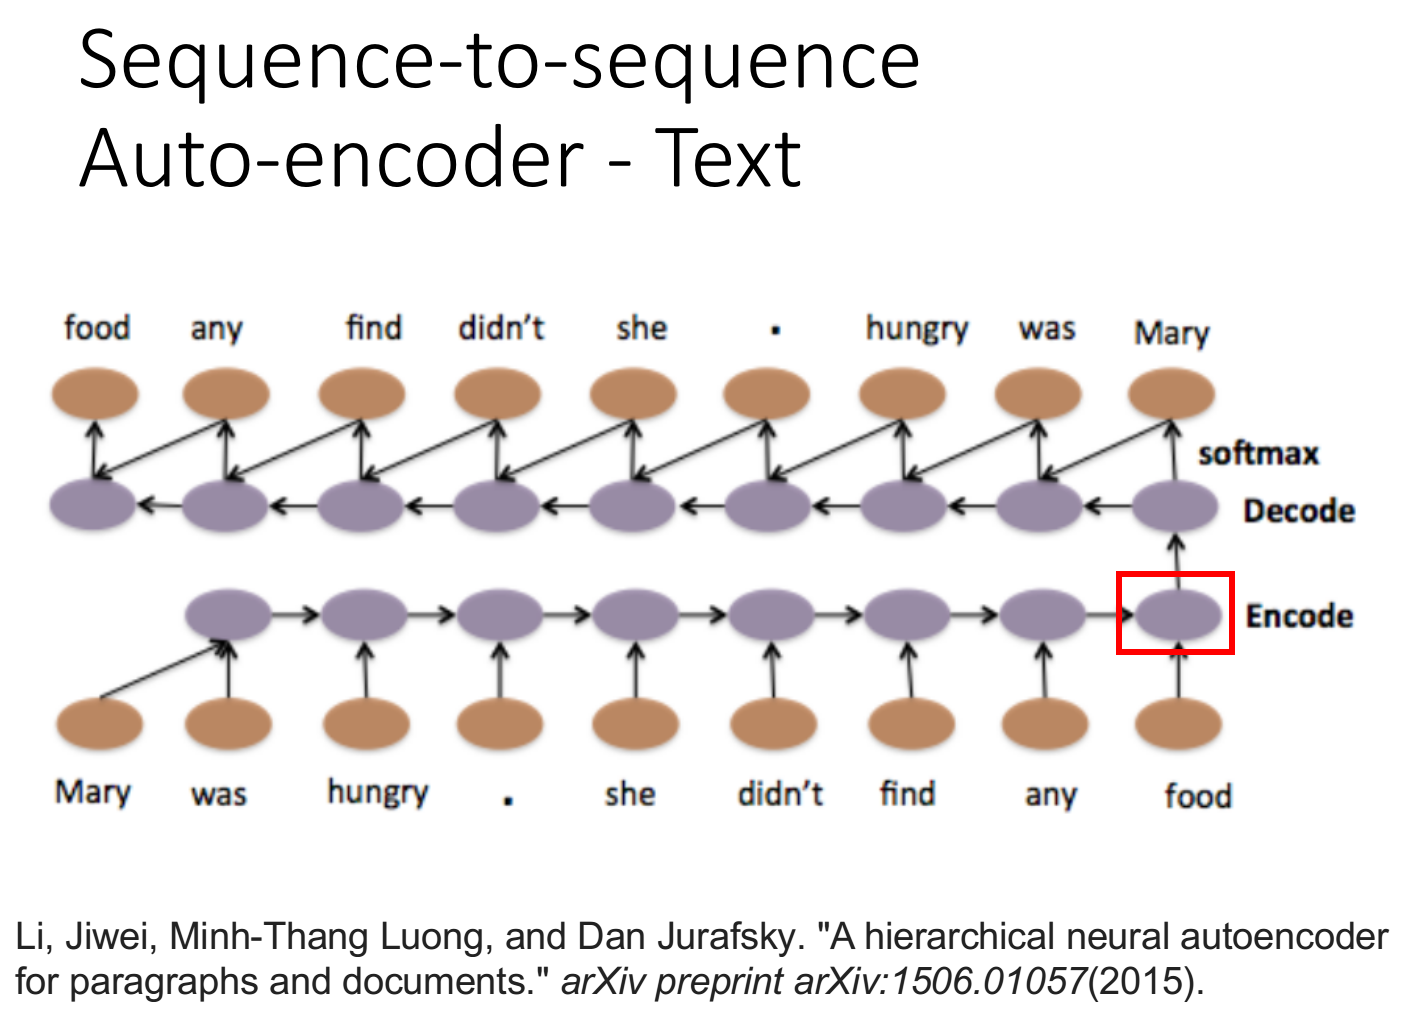 Sequence-to-sequence
Auto-encoder - Text
food any find didn't she . hungry was Mary
softmax
Decode
Encode
Mary was hungry . she didn't find any food
Li, Jiwei, Minh-Thang Luong, and Dan Jurafsky. "A hierarchical neural autoencoder
for paragraphs and documents." arXiv preprint arXiv:1506.01057(2015).